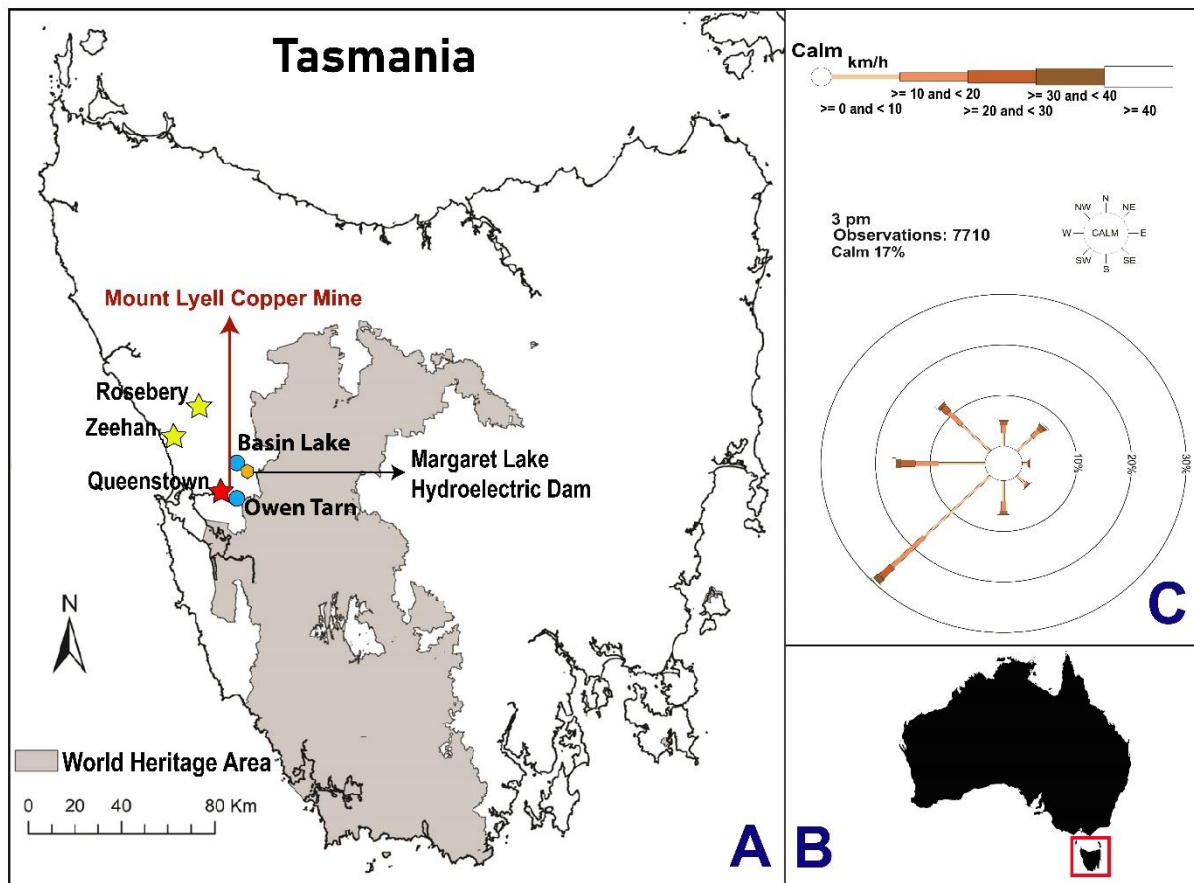 Tasmania
Mount Lyell Copper Mine
Rosebery
Zeehan
Basin Lake
Queenstown
Margaret Lake
Hydroelectric Dam
Owen Tarn
N
World Heritage Area
0 20 40 80 Km
A
Calm
km/h
>= 10 and < 20
>= 30 and < 40
>= 0 and < 10
>= 20 and < 30
>= 40
3 pm
Observations: 7710
Calm 17%
N
NW NE
W CALM E
SW SE
S
10%
20%
30%
C
B